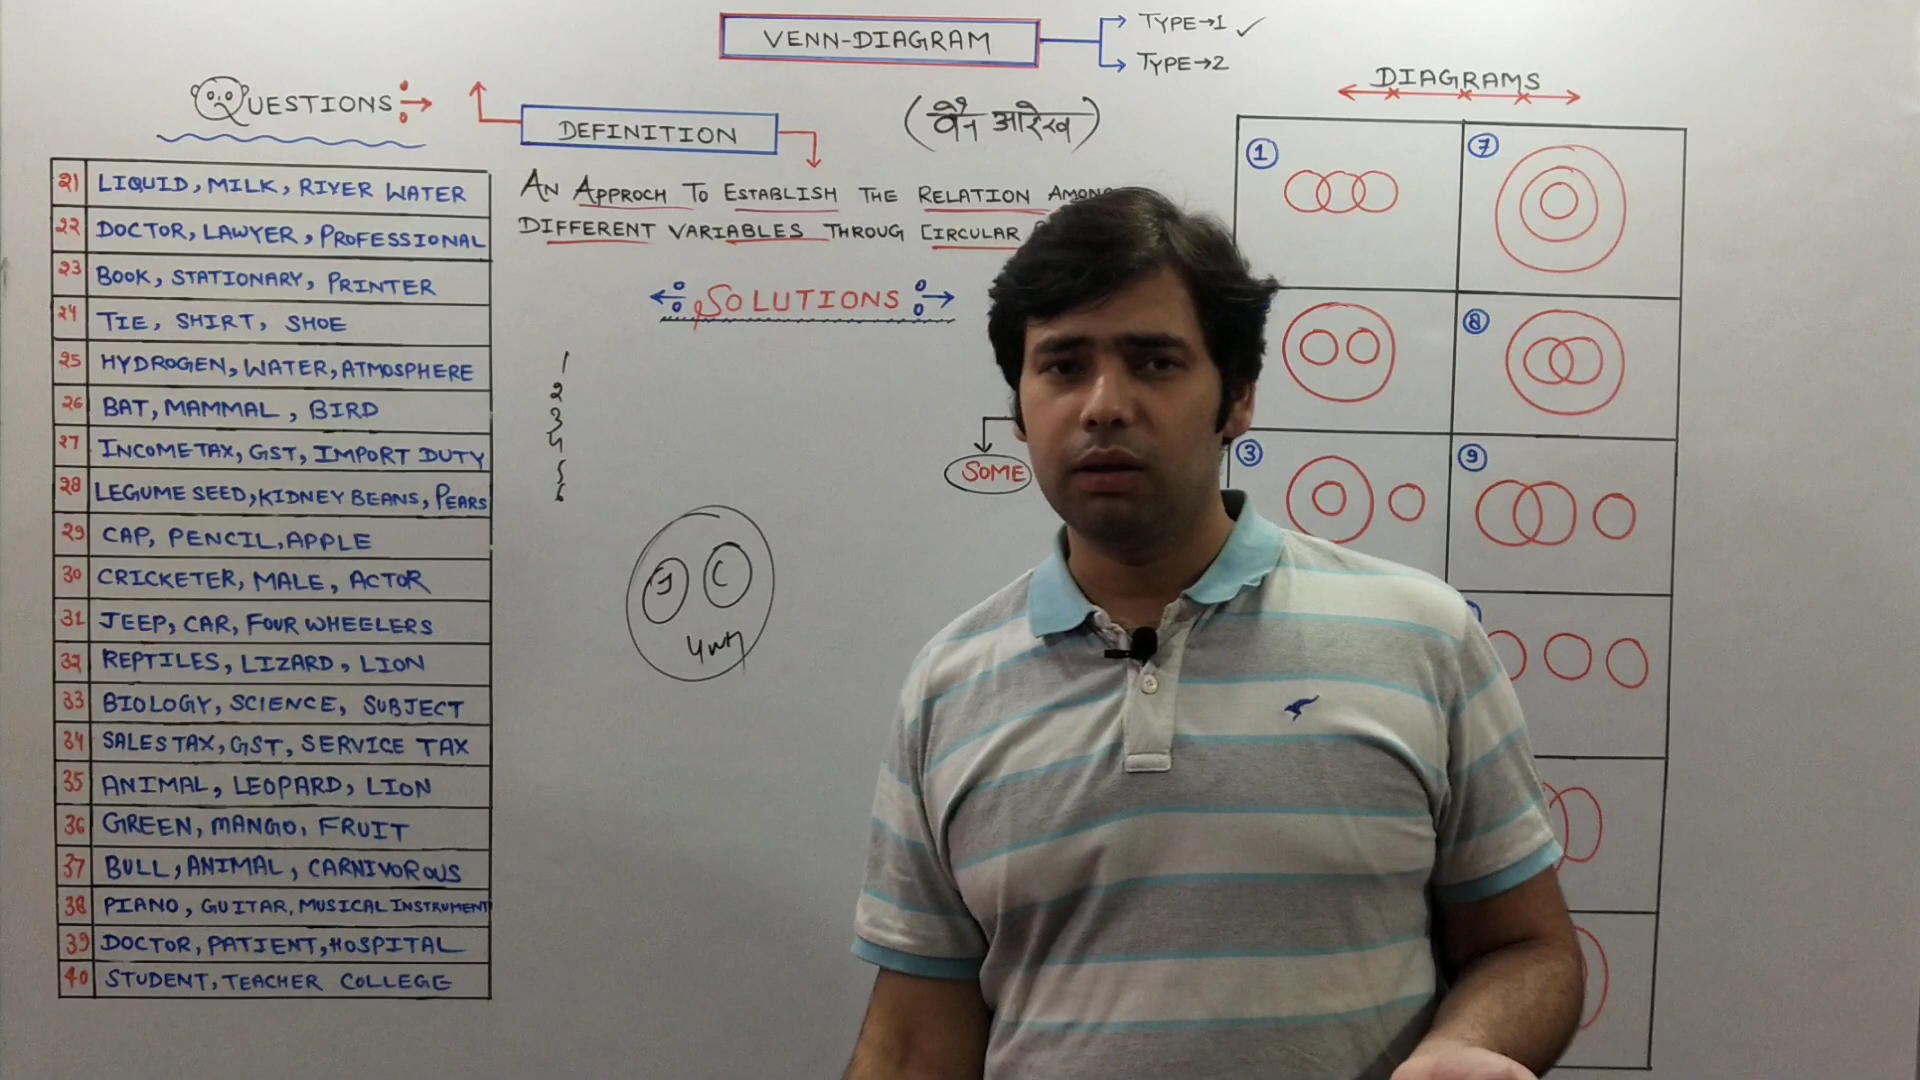 VENN-DIAGRAM
TYPE→1 ✓
TYPE→2
(वैन आरेख)
QUESTIONS
DEFINITION
AN APPROCH TO ESTABLISH THE RELATION AMONG
DIFFERENT VARIABLES THROUG CIRCULAR
SOLUTIONS
21 LIQUID, MILK, RIVER WATER
22 DOCTOR, LAWYER, PROFESSIONAL
23 BOOK, STATIONARY, PRINTER
24 TIE, SHIRT, SHOE
25 HYDROGEN, WATER, ATMOSPHERE
26 BAT, MAMMAL, BIRD
27 INCOME TAX, GST, IMPORT DUTY
28 LEGUME SEED, KIDNEY BEANS, PEARS
29 CAP, PENCIL, APPLE
30 CRICKETER, MALE, ACTOR
31 JEEP, CAR, FOUR WHEELERS
32 REPTILES, LIZARD, LION
33 BIOLOGY, SCIENCE, SUBJECT
34 SALES TAX, GST, SERVICE TAX
35 ANIMAL, LEOPARD, LION
36 GREEN, MANGO, FRUIT
37 BULL, ANIMAL, CARNIVOROUS
38 PIANO, GUITAR, MUSICAL INSTRUMENT
39 DOCTOR, PATIENT, HOSPITAL
40 STUDENT, TEACHER COLLEGE
1
2
3
4
5
6
J C
SOME
DIAGRAMS
1 7
8
3 9